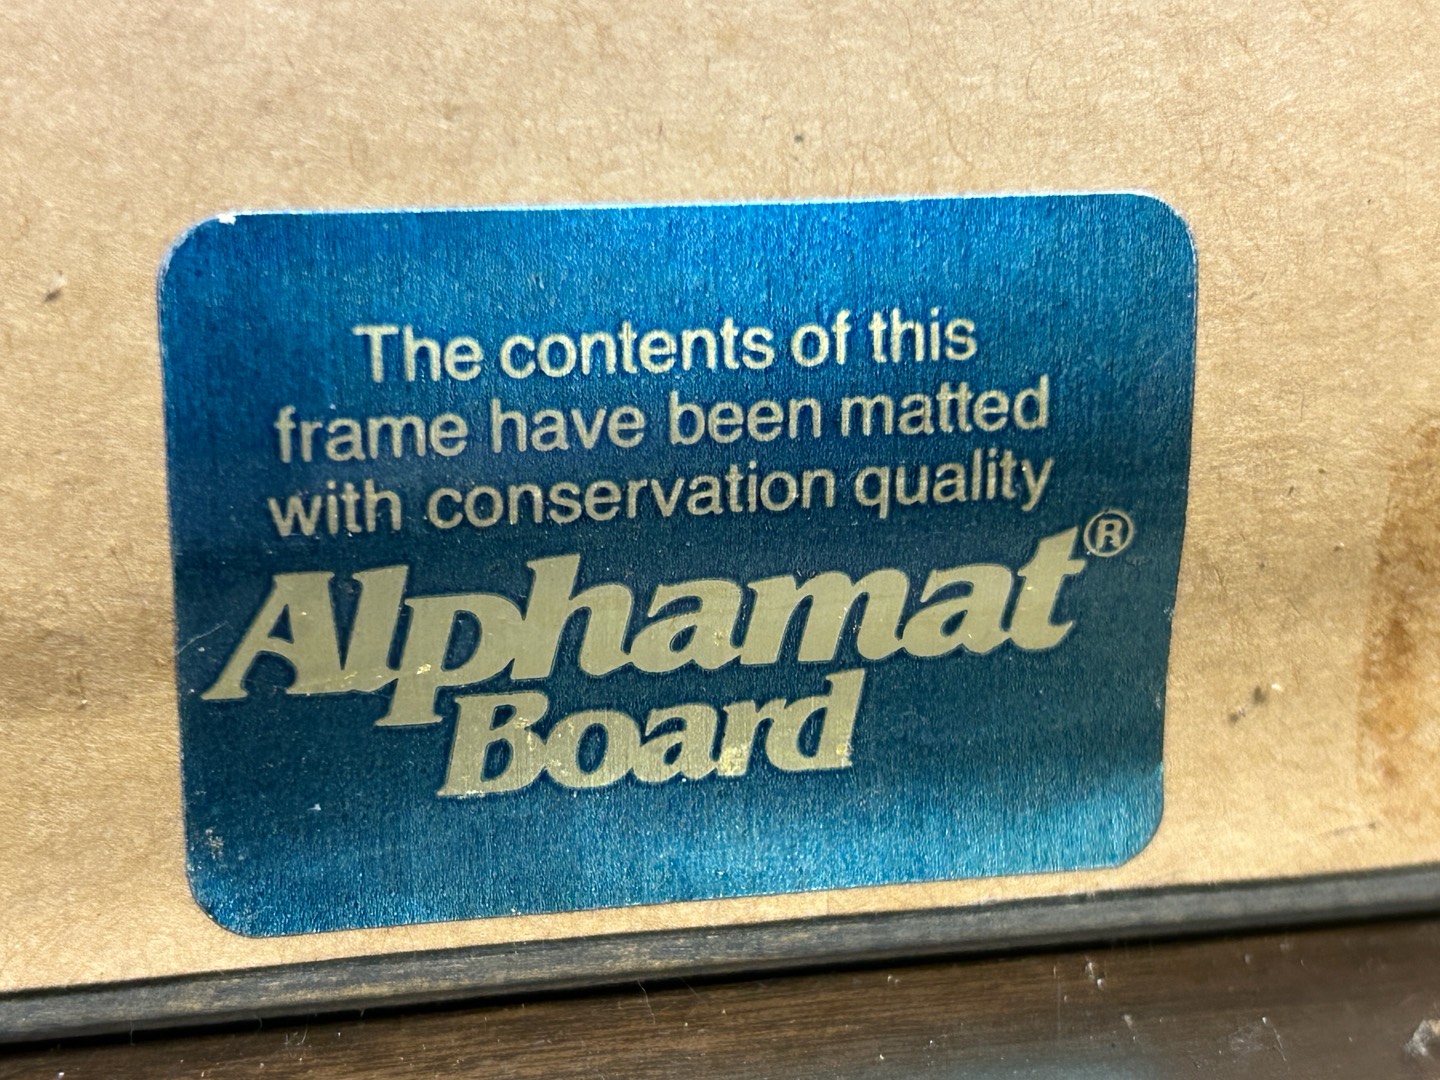 The contents of this
frame have been matted
with conservation quality
Alphamat®
Board